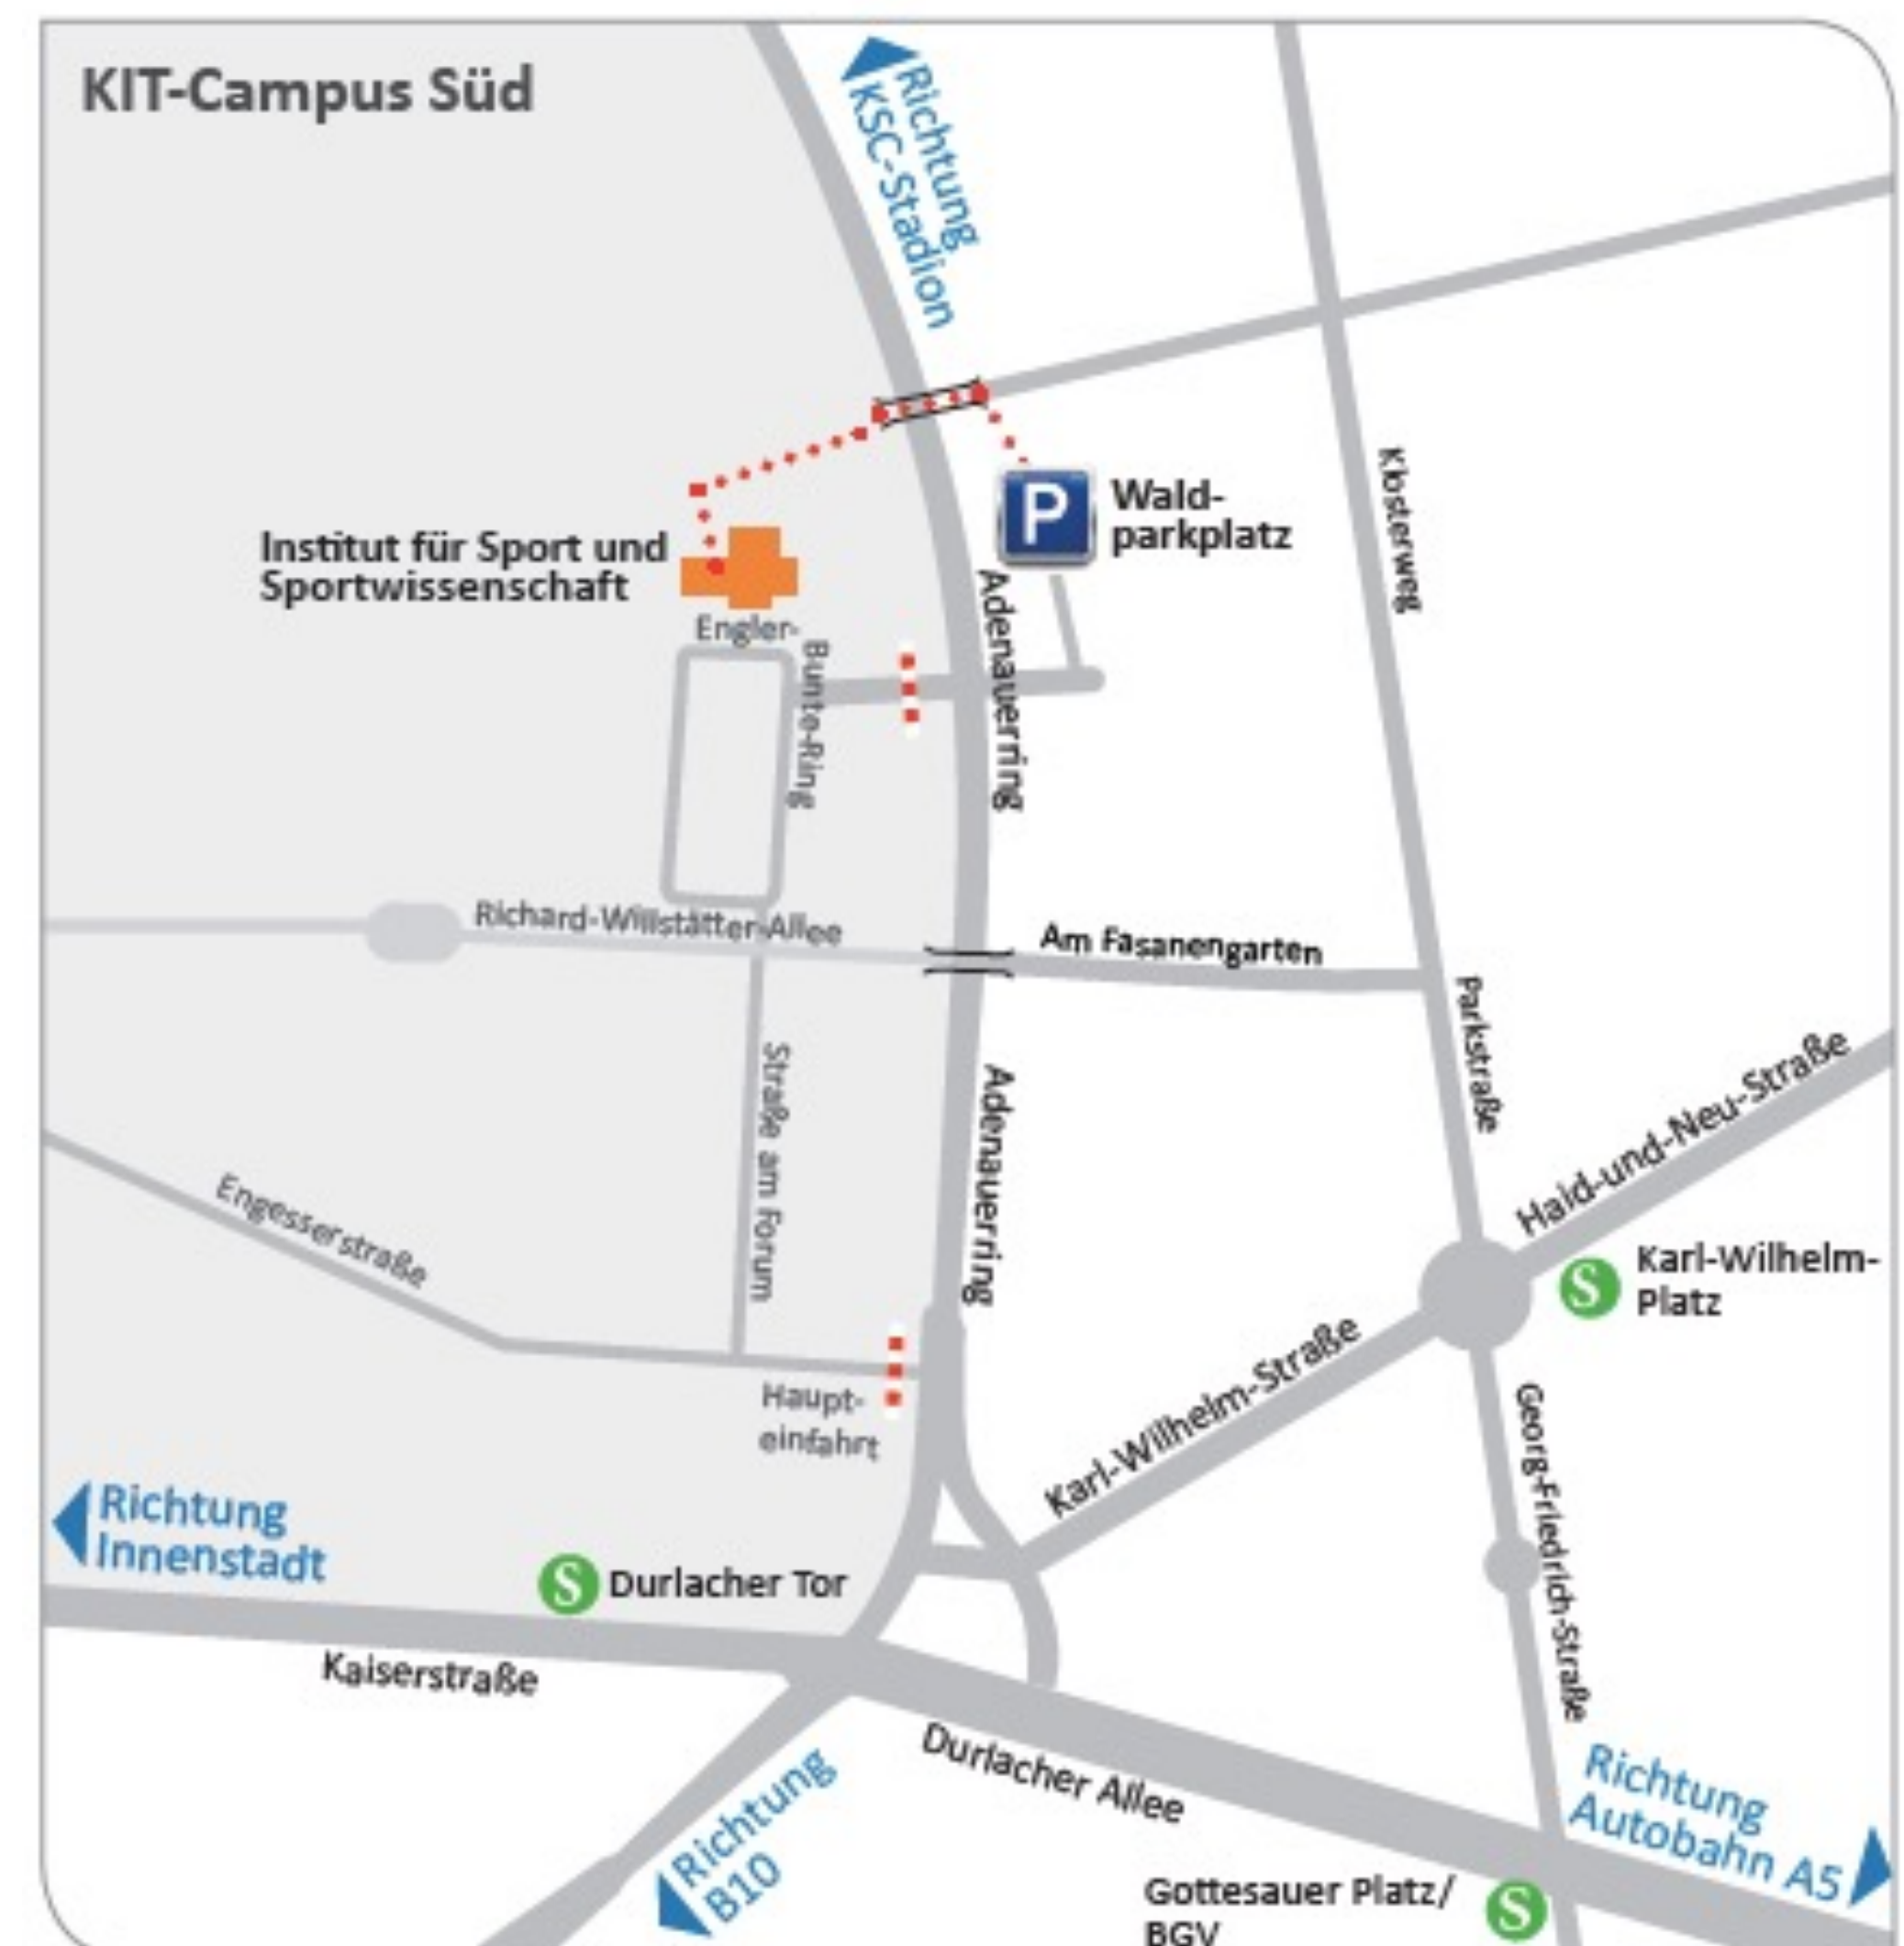 KIT-Campus Süd
Richtung
KSC-Stadion
P
Wald-
parkplatz
Klosterweg
Institut für Sport und
Sportwissenschaft
Engler-
Bunte-Ring
Adenauerring
Richard-Willstätter-Allee
Am Fasanengarten
Parkstraße
Haid-und-Neu-Straße
Straße am Forum
Adenauerring
Engesserstraße
S
Karl-Wilhelm-
Platz
Haupt-
einfahrt
Karl-Wilhelm-Straße
Georg-Friedrich-Straße
Richtung
Innenstadt
S
Durlacher Tor
Kaiserstraße
Durlacher Allee
Richtung
B10
Richtung
Autobahn A5
Gottesauer Platz/
BGV
S